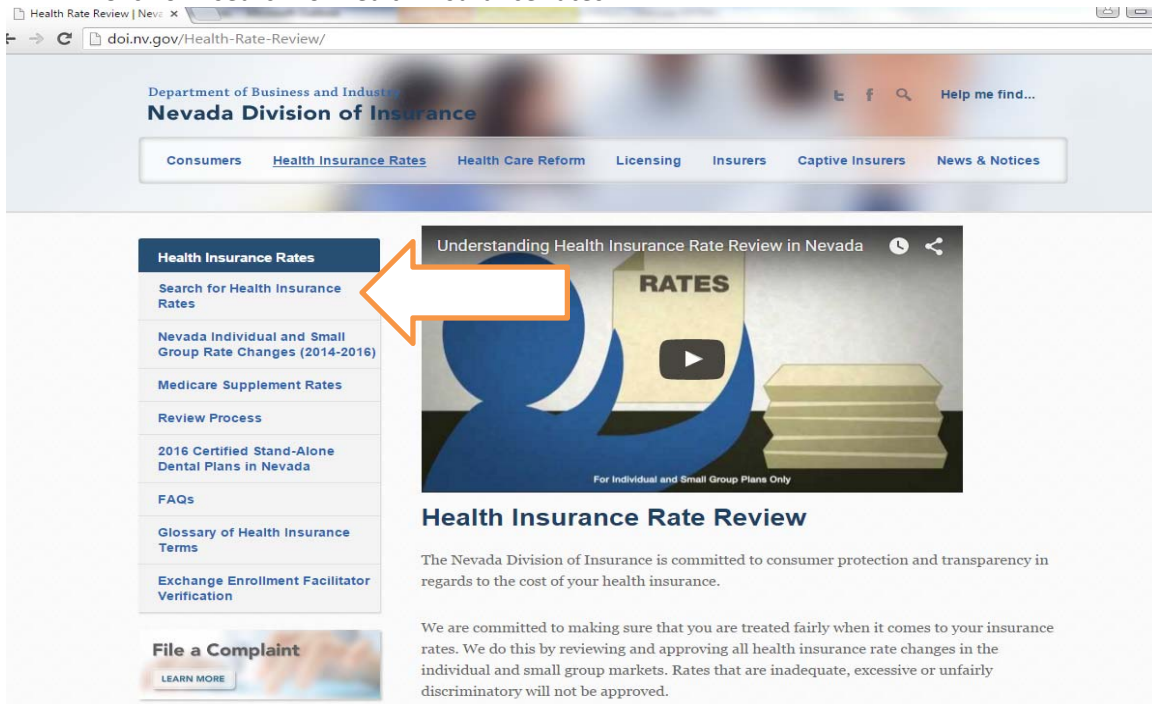 Health Rate Review | Neva ×
doi.nv.gov/Health-Rate-Review/
Department of Business and Industry
Nevada Division of Insurance
Help me find...
Consumers Health Insurance Rates Health Care Reform Licensing Insurers Captive Insurers News & Notices
Health Insurance Rates
Search for Health Insurance
Rates
Nevada Individual and Small
Group Rate Changes (2014-2016)
Medicare Supplement Rates
Review Process
2016 Certified Stand-Alone
Dental Plans in Nevada
FAQs
Glossary of Health Insurance
Terms
Exchange Enrollment Facilitator
Verification
File a Complaint
LEARN MORE
Understanding Health Insurance Rate Review in Nevada
RATES
For Individual and Small Group Plans Only
Health Insurance Rate Review
The Nevada Division of Insurance is committed to consumer protection and transparency in
regards to the cost of your health insurance.
We are committed to making sure that you are treated fairly when it comes to your insurance
rates. We do this by reviewing and approving all health insurance rate changes in the
individual and small group markets. Rates that are inadequate, excessive or unfairly
discriminatory will not be approved.